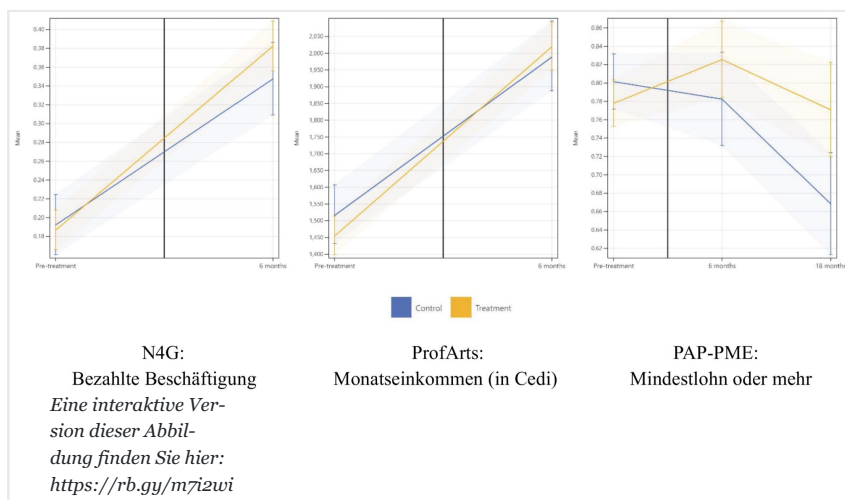 0.40
0.38
0.36
0.34
0.32
0.30
0.28
0.26
0.24
0.22
0.20
0.18
Mean
Pre-treatment
6 months
2,050
2,000
1,950
1,900
1,850
1,800
1,750
1,700
1,650
1,600
1,550
1,500
1,450
1,400
Mean
Pre-treatment
6 months
0.86
0.84
0.82
0.80
0.78
0.76
0.74
0.72
0.70
0.68
0.66
0.64
0.62
Mean
Pre-treatment
6 months
18 months
Control
Treatment
N4G:
Bezahlte Beschäftigung
Eine interaktive Ver-
sion dieser Abbil-
dung finden Sie hier:
https://rb.gy/m7i2wi
ProfArts:
Monatseinkommen (in Cedi)
PAP-PME:
Mindestlohn oder mehr